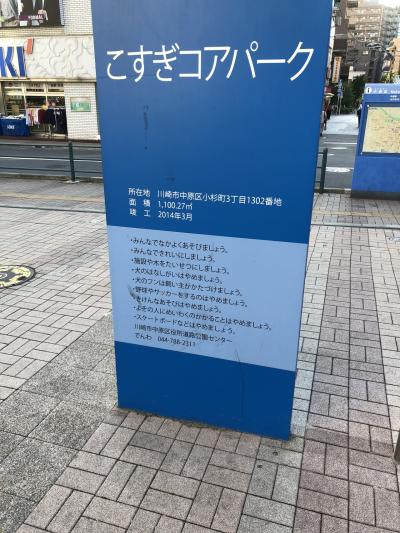 こすぎコアパーク
所在地 川崎市中原区小杉町3丁目1302番地
面 積 1,100.27㎡
竣 工 2014年3月
・みんなでなかよくあそびましょう。
・みんなできれいにしましょう。
・施設や木をたいせつにしましょう。
・犬のはなしがいはやめましょう。
・犬のフンは飼い主がかたづけましょう。
・野球やサッカーをするのはやめましょう。
・きけんなあそびはやめましょう。
・よその人にめいわくのかかることはやめましょう。
・スケートボードなどはやめましょう。
川崎市中原区役所道路公園センター
でんわ 044-788-2311